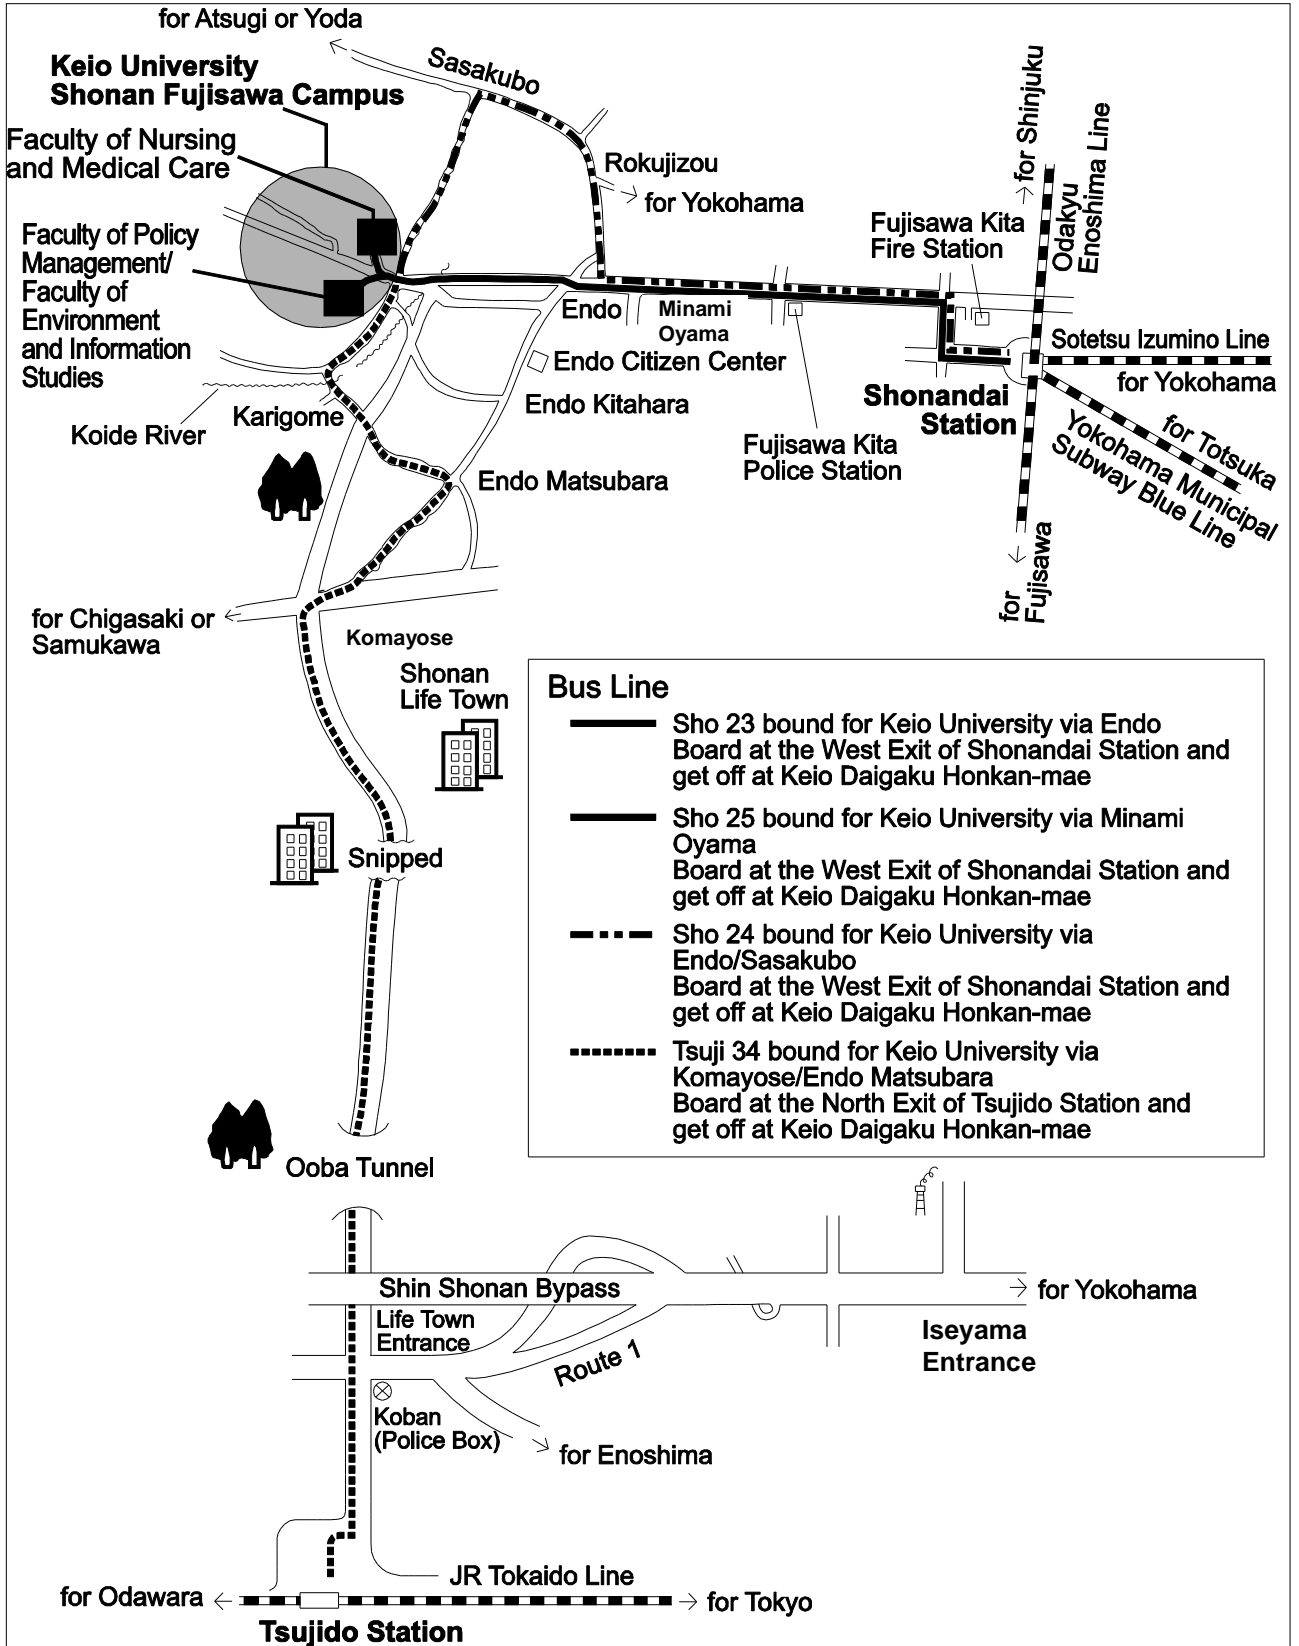 for Atsugi or Yoda
Sasakubo
Keio University
Shonan Fujisawa Campus
Faculty of Nursing
and Medical Care
Faculty of Policy
Management/
Faculty of
Environment
and Information
Studies
Koide River
Karigome
Rokujizou
for Yokohama
Endo
Minami
Oyama
Endo Citizen Center
Endo Kitahara
Endo Matsubara
Fujisawa Kita
Fire Station
Fujisawa Kita
Police Station
for Shinjuku
Odakyu
Enoshima Line
Sotetsu Izumino Line
for Yokohama
Shonandai
Station
for Totsuka
Yokohama Municipal
Subway Blue Line
for
Fujisawa
for Chigasaki or
Samukawa
Komayose
Shonan
Life Town
Snipped
Bus Line
Sho 23 bound for Keio University via Endo
Board at the West Exit of Shonandai Station and
get off at Keio Daigaku Honkan-mae
Sho 25 bound for Keio University via Minami
Oyama
Board at the West Exit of Shonandai Station and
get off at Keio Daigaku Honkan-mae
Sho 24 bound for Keio University via
Endo/Sasakubo
Board at the West Exit of Shonandai Station and
get off at Keio Daigaku Honkan-mae
Tsuji 34 bound for Keio University via
Komayose/Endo Matsubara
Board at the North Exit of Tsujido Station and
get off at Keio Daigaku Honkan-mae
Ooba Tunnel
Shin Shonan Bypass
for Yokohama
Life Town
Entrance
Route 1
Iseyama
Entrance
Koban
(Police Box)
for Enoshima
JR Tokaido Line
for Odawara
for Tokyo
Tsujido Station